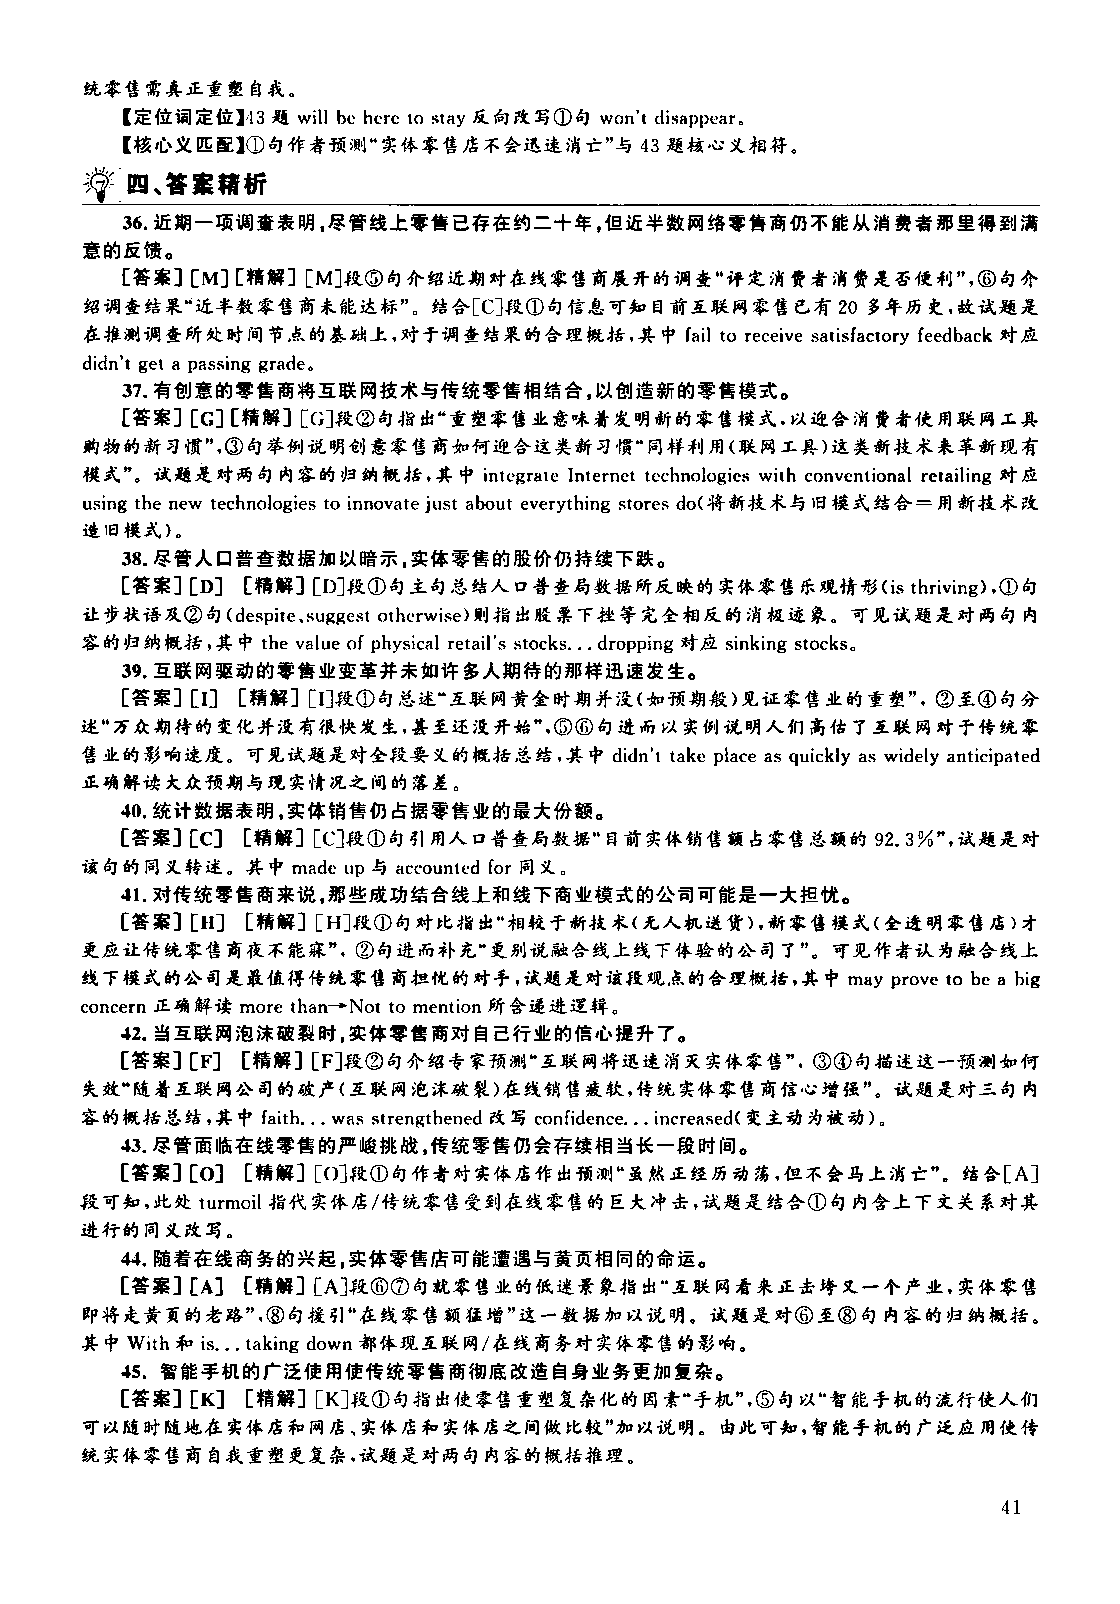 统零售需真正重塑自我。
【定位词定位】43 题 will be here to stay 反向改写①句 won't disappear。
【核心义匹配】①句作者预测“实体零售店不会迅速消亡”与 43 题核心义相符。
四、答案精析
36. 近期一项调查表明,尽管线上零售已存在约二十年,但近半数网络零售商仍不能从消费者那里得到满
意的反馈。
[答案] [M] [精解] [M]段⑤句介绍近期对在线零售商展开的调查“评定消费者消费是否便利”,⑥句介
绍调查结果“近半数零售商未能达标”。结合[C]段①句信息可知目前互联网零售已有 20 多年历史,故试题是
在推测调查所处时间节点的基础上,对于调查结果的合理概括,其中 fail to receive satisfactory feedback 对应
didn't get a passing grade。
37. 有创意的零售商将互联网技术与传统零售相结合,以创造新的零售模式。
[答案] [G] [精解] [G]段②句指出“重塑零售业意味着发明新的零售模式,以迎合消费者使用联网工具
购物的新习惯”,③句举例说明创意零售商如何迎合这类新习惯“同样利用(联网工具)这类新技术来革新现有
模式”。试题是对两句内容的归纳概括,其中 integrate Internet technologies with conventional retailing 对应
using the new technologies to innovate just about everything stores do(将新技术与旧模式结合=用新技术改
造旧模式)。
38. 尽管人口普查数据加以暗示,实体零售的股价仍持续下跌。
[答案] [D] [精解] [D]段①句主句总结人口普查局数据所反映的实体零售乐观情形(is thriving),①句
让步状语及②句(despite、suggest otherwise)则指出股票下挫等完全相反的消极迹象。可见试题是对两句内
容的归纳概括,其中 the value of physical retail's stocks... dropping 对应 sinking stocks。
39. 互联网驱动的零售业变革并未如许多人期待的那样迅速发生。
[答案] [I] [精解] [I]段①句总述“互联网黄金时期并没(如预期般)见证零售业的重塑”, ②至④句分
述“万众期待的变化并没有很快发生,甚至还没开始”,⑤⑥句进而以实例说明人们高估了互联网对于传统零
售业的影响速度。可见试题是对全段要义的概括总结,其中 didn't take place as quickly as widely anticipated
正确解读大众预期与现实情况之间的落差。
40. 统计数据表明,实体销售仍占据零售业的最大份额。
[答案] [C] [精解] [C]段①句引用人口普查局数据“目前实体销售额占零售总额的 92.3%”,试题是对
该句的同义转述。其中 made up 与 accounted for 同义。
41. 对传统零售商来说,那些成功结合线上和线下商业模式的公司可能是一大担忧。
[答案] [H] [精解] [H]段①句对比指出“相较于新技术(无人机送货),新零售模式(全透明零售店)才
更应让传统零售商夜不能寐”, ②句进而补充“更别说融合线上线下体验的公司了”。可见作者认为融合线上
线下模式的公司是最值得传统零售商担忧的对手,试题是对该段观点的合理概括,其中 may prove to be a big
concern 正确解读 more than→Not to mention 所含递进逻辑。
42. 当互联网泡沫破裂时,实体零售商对自己行业的信心提升了。
[答案] [F] [精解] [F]段②句介绍专家预测“互联网将迅速消灭实体零售”, ③④句描述这一预测如何
失效“随着互联网公司的破产(互联网泡沫破裂)在线销售疲软,传统实体零售商信心增强”。试题是对三句内
容的概括总结,其中 faith... was strengthened 改写 confidence... increased(变主动为被动)。
43. 尽管面临在线零售的严峻挑战,传统零售仍会存续相当长一段时间。
[答案] [O] [精解] [O]段①句作者对实体店作出预测“虽然正经历动荡,但不会马上消亡”。结合[A]
段可知,此处 turmoil 指代实体店/传统零售受到在线零售的巨大冲击,试题是结合①句内含上下文关系对其
进行的同义改写。
44. 随着在线商务的兴起,实体零售店可能遭遇与黄页相同的命运。
[答案] [A] [精解] [A]段⑥⑦句就零售业的低迷景象指出“互联网看来正击垮又一个产业,实体零售
即将走黄页的老路”,⑧句援引“在线零售额猛增”这一数据加以说明。试题是对⑥至⑧句内容的归纳概括。
其中 With 和 is... taking down 都体现互联网/在线商务对实体零售的影响。
45. 智能手机的广泛使用使传统零售商彻底改造自身业务更加复杂。
[答案] [K] [精解] [K]段①句指出使零售重塑复杂化的因素“手机”,⑤句以“智能手机的流行使人们
可以随时随地在实体店和网店、实体店和实体店之间做比较”加以说明。由此可知,智能手机的广泛应用使传
统实体零售商自我重塑更复杂,试题是对两句内容的概括推理。
41